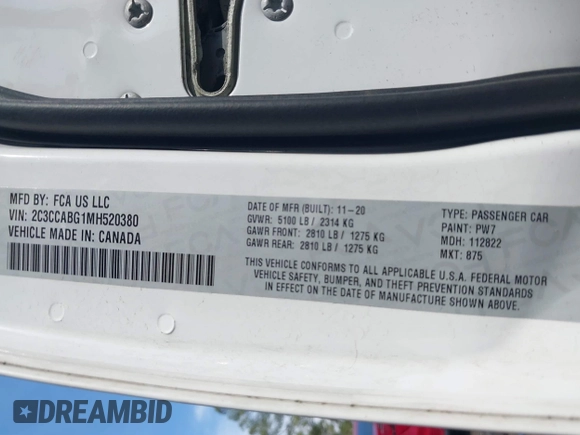 MFD BY: FCA US LLC
VIN: 2C3CCABG1MH520380
VEHICLE MADE IN: CANADA
DATE OF MFR (BUILT): 11-20
GVWR: 5100 LB / 2314 KG
GAWR FRONT: 2810 LB / 1275 KG
GAWR REAR: 2810 LB / 1275 KG
TYPE: PASSENGER CAR
PAINT: PW7
MDH: 112822
MKT: 875
THIS VEHICLE CONFORMS TO ALL APPLICABLE U.S.A. FEDERAL MOTOR
VEHICLE SAFETY, BUMPER, AND THEFT PREVENTION STANDARDS
IN EFFECT ON THE DATE OF MANUFACTURE SHOWN ABOVE.
DREAMBID